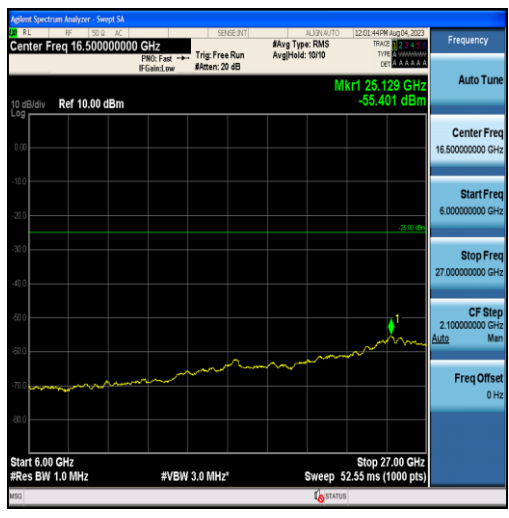 Agilent Spectrum Analyzer - Swept SA
RL RF 50 Ω AC SENSE:INT ALIGN AUTO 12:01:44PM Aug 04, 2023
Center Freq 16.500000000 GHz
PNO: Fast
IFGain:Low
Trig: Free Run
#Atten: 20 dB
#Avg Type: RMS
Avg|Hold: 10/10
TRACE 1 2 3 4 5 6
TYPE A
DET A A A A A A
Mkr1 25.129 GHz
-55.401 dBm
10 dB/div Ref 10.00 dBm
Log
0.00
-10.0
-20.0
-25.00 dBm
-30.0
-40.0
-50.0
1
-60.0
-70.0
-80.0
Start 6.00 GHz Stop 27.00 GHz
#Res BW 1.0 MHz #VBW 3.0 MHz* Sweep 52.55 ms (1000 pts)
MSG STATUS
Frequency
Auto Tune
Center Freq
16.500000000 GHz
Start Freq
6.000000000 GHz
Stop Freq
27.000000000 GHz
CF Step
2.100000000 GHz
Auto Man
Freq Offset
0 Hz